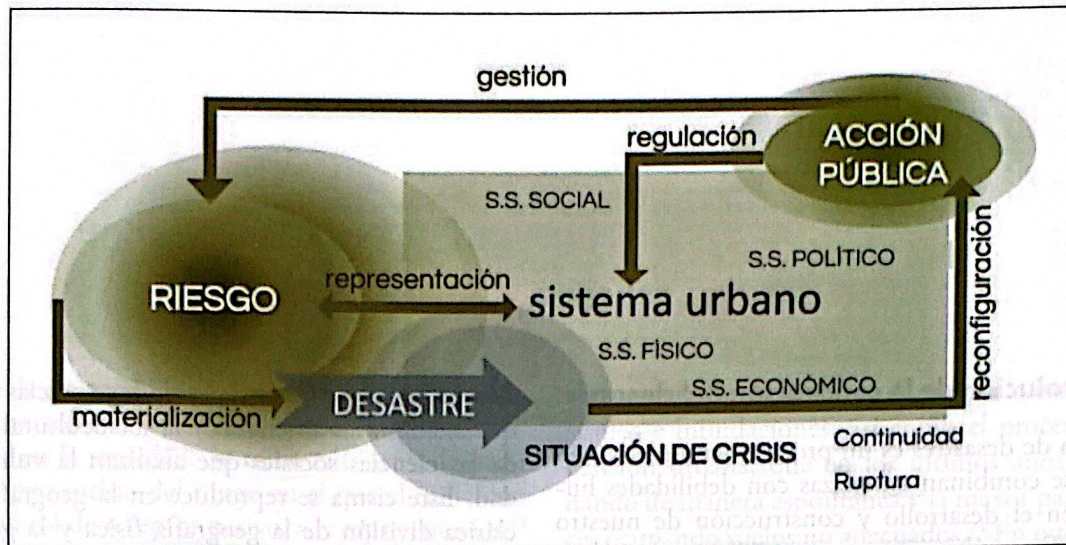 gestión
regulación
ACCIÓN
PÚBLICA
S.S. SOCIAL
S.S. POLÍTICO
reconfiguración
representación
RIESGO
sistema urbano
S.S. FÍSICO
S.S. ECONÓMICO
materialización
DESASTRE
SITUACIÓN DE CRISIS
Continuidad
Ruptura